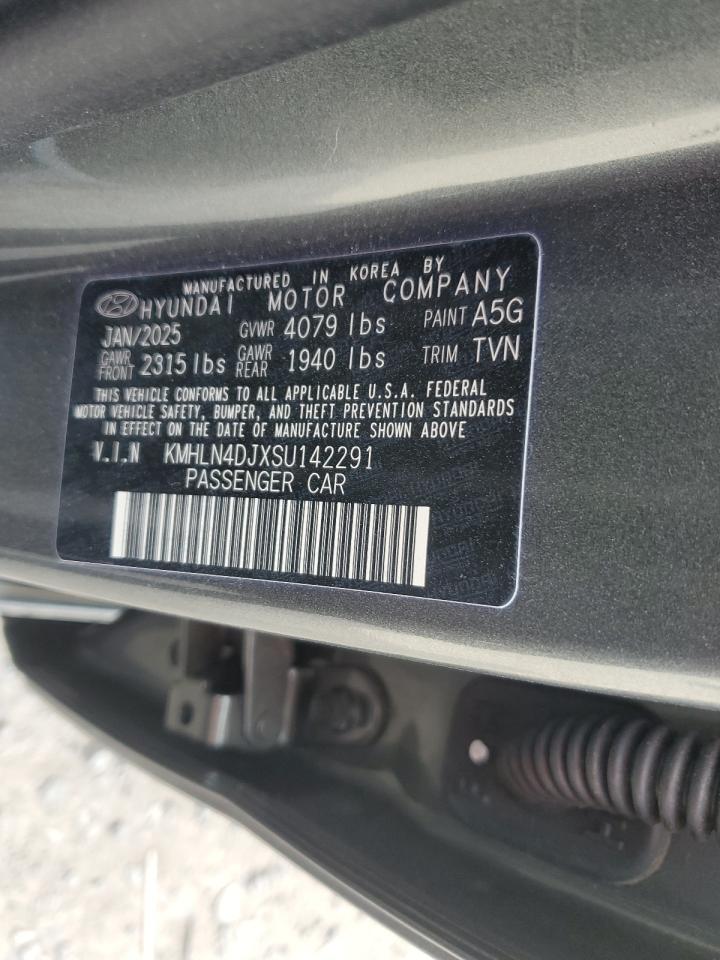 MANUFACTURED IN KOREA BY
HYUNDAI MOTOR COMPANY
JAN/2025 GVWR 4079 lbs PAINT A5G
GAWR FRONT 2315 lbs GAWR REAR 1940 lbs TRIM TVN
THIS VEHICLE CONFORMS TO ALL APPLICABLE U.S.A. FEDERAL
MOTOR VEHICLE SAFETY, BUMPER, AND THEFT PREVENTION STANDARDS
IN EFFECT ON THE DATE OF MANUFACTURE SHOWN ABOVE
V.I.N KMHLN4DJXSU142291
PASSENGER CAR